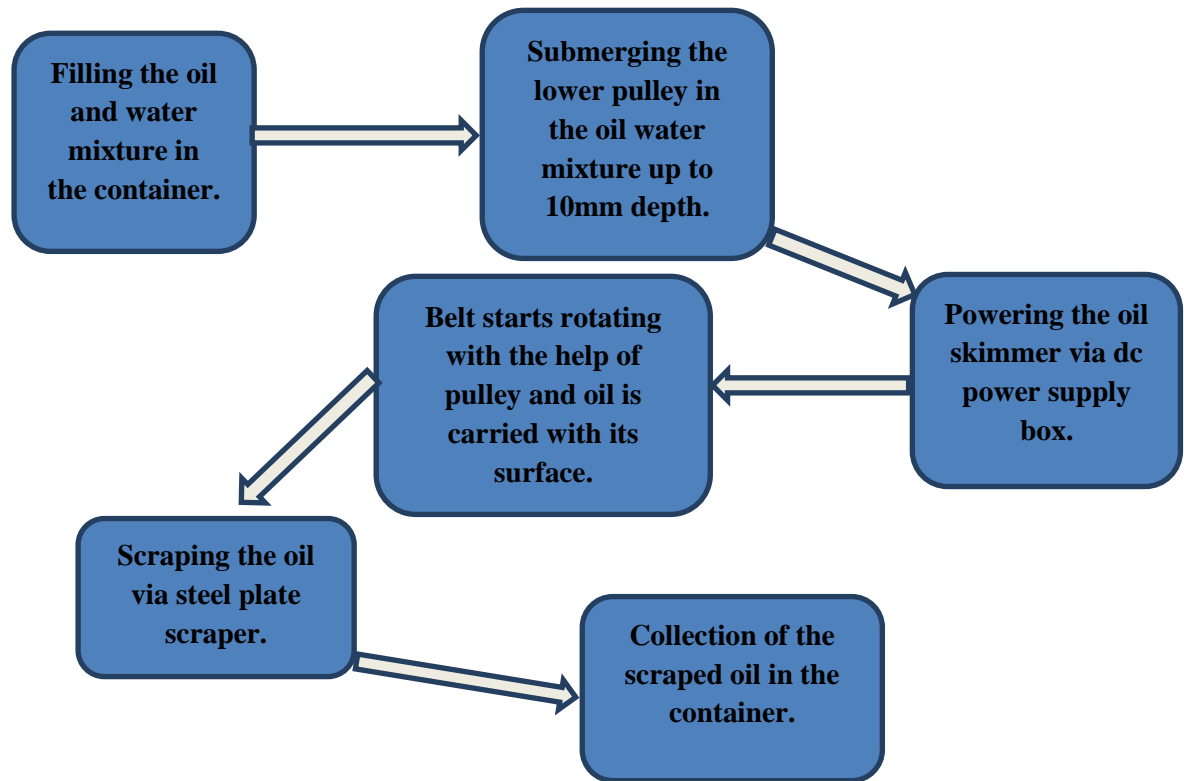 Filling the oil
and water
mixture in
the container.
Submerging the
lower pulley in
the oil water
mixture up to
10mm depth.
Powering the oil
skimmer via dc
power supply
box.
Belt starts rotating
with the help of
pulley and oil is
carried with its
surface.
Scraping the oil
via steel plate
scraper.
Collection of the
scraped oil in the
container.